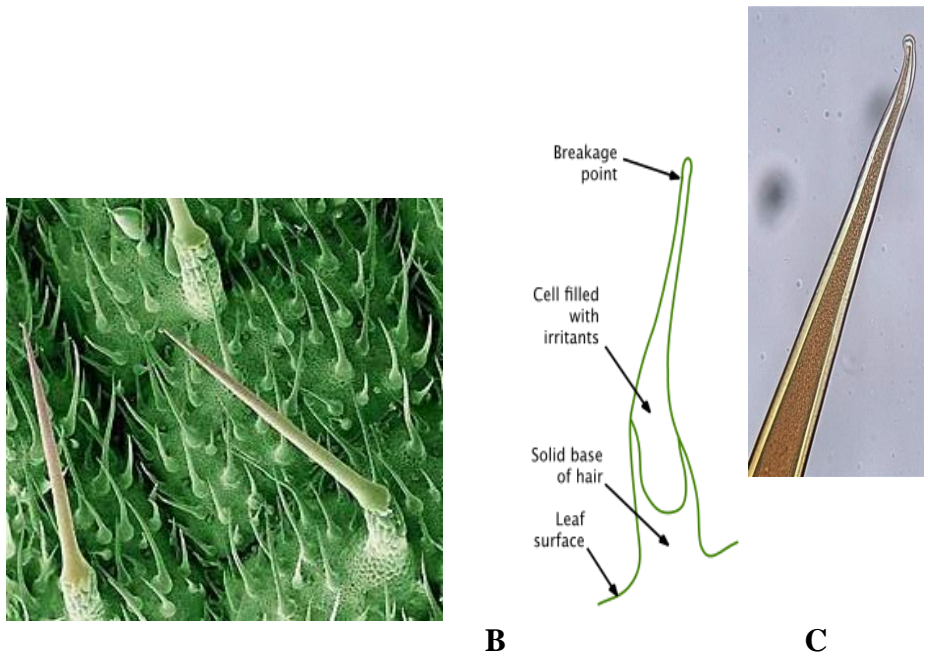 Breakage
point
Cell filled
with
irritants
Solid base
of hair
Leaf
surface
B
C